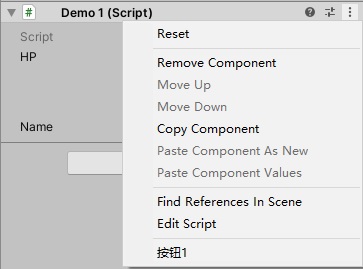 # Demo 1 (Script)
Script
HP
Name
Reset
Remove Component
Move Up
Move Down
Copy Component
Paste Component As New
Paste Component Values
Find References In Scene
Edit Script
按钮1